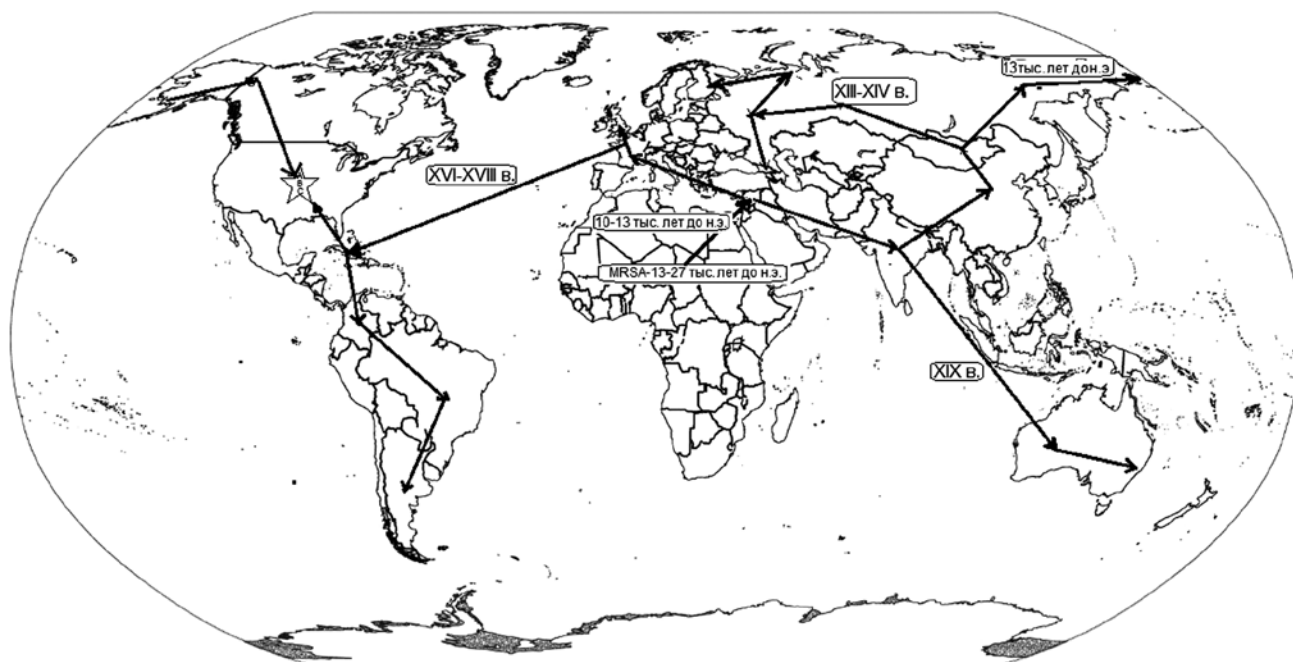 13тыс. лет до н.э
XIII-XIV в.
XVI-XVIII в.
10-13 тыс. лет до н.э.
MRSA-13-27 тыс. лет до н.э.
XIX в.